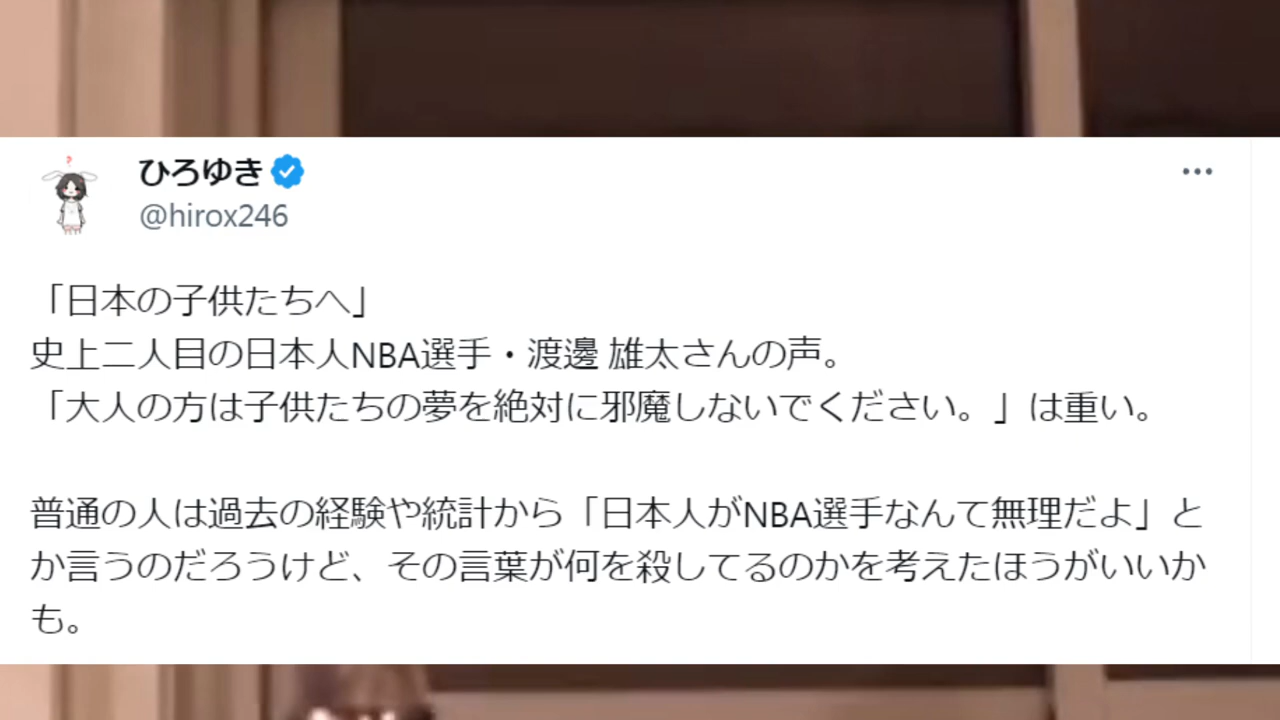 ひろゆき
@hirox246
「日本の子供たちへ」
史上二人目の日本人NBA選手・渡邊 雄太さんの声。
「大人の方は子供たちの夢を絶対に邪魔しないでください。」は重い。
普通の人は過去の経験や統計から「日本人がNBA選手なんて無理だよ」と
か言うのだろうけど、その言葉が何を殺してるのかを考えたほうがいいか
も。